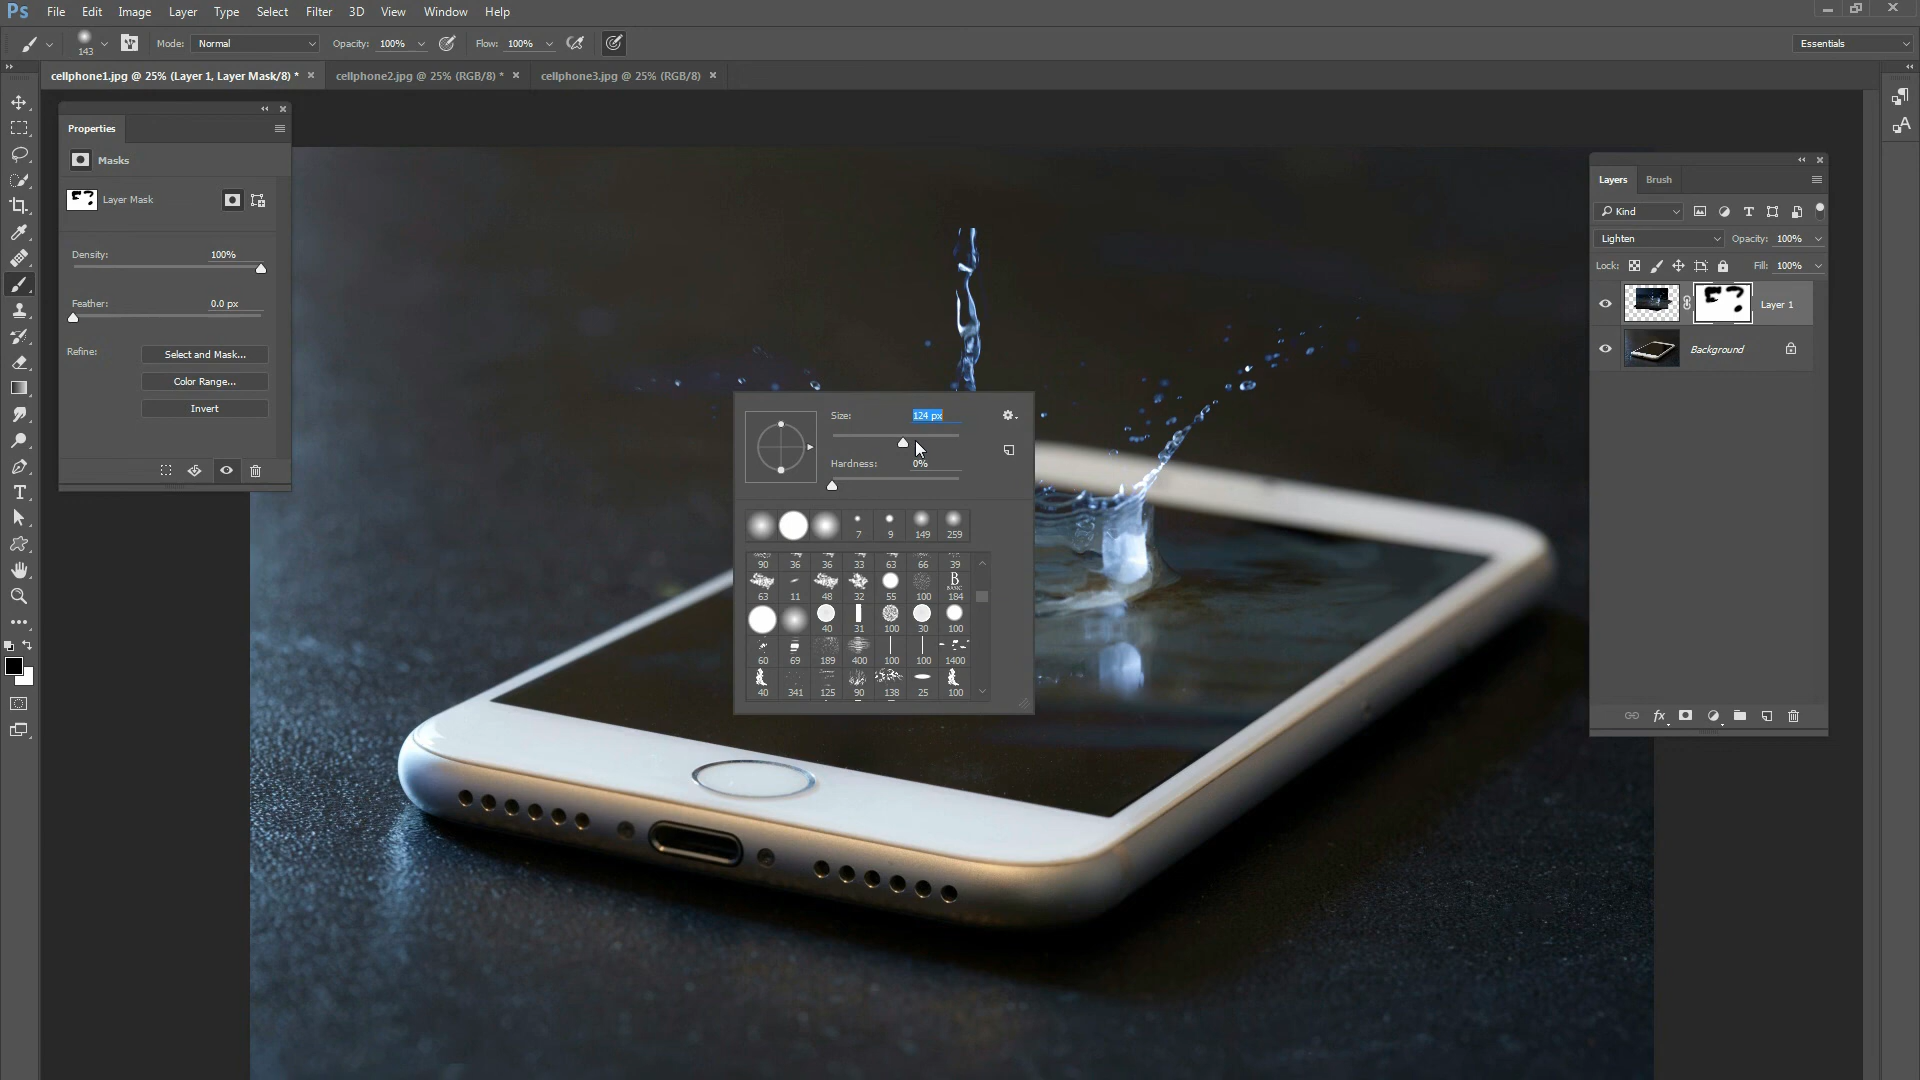 Ps File Edit Image Layer Type Select Filter 3D View Window Help
143 Mode: Normal Opacity: 100% Flow: 100% Essentials
cellphone1.jpg @ 25% (Layer 1, Layer Mask/8) * cellphone2.jpg @ 25% (RGB/8) * cellphone3.jpg @ 25% (RGB/8)
Properties
Masks
Layer Mask
Density: 100%
Feather: 0.0 px
Refine: Select and Mask...
Color Range...
Invert
Size: 124 px
Hardness: 0%
7 9 149 259
90 36 36 33 63 66 39
B
BASIC
63 11 48 32 55 100 184
40 31 100 30 100
60 69 189 400 100 100 1400
40 341 125 90 138 25 100
Layers Brush
Kind
Lighten Opacity: 100%
Lock: Fill: 100%
Layer 1
Background
fx